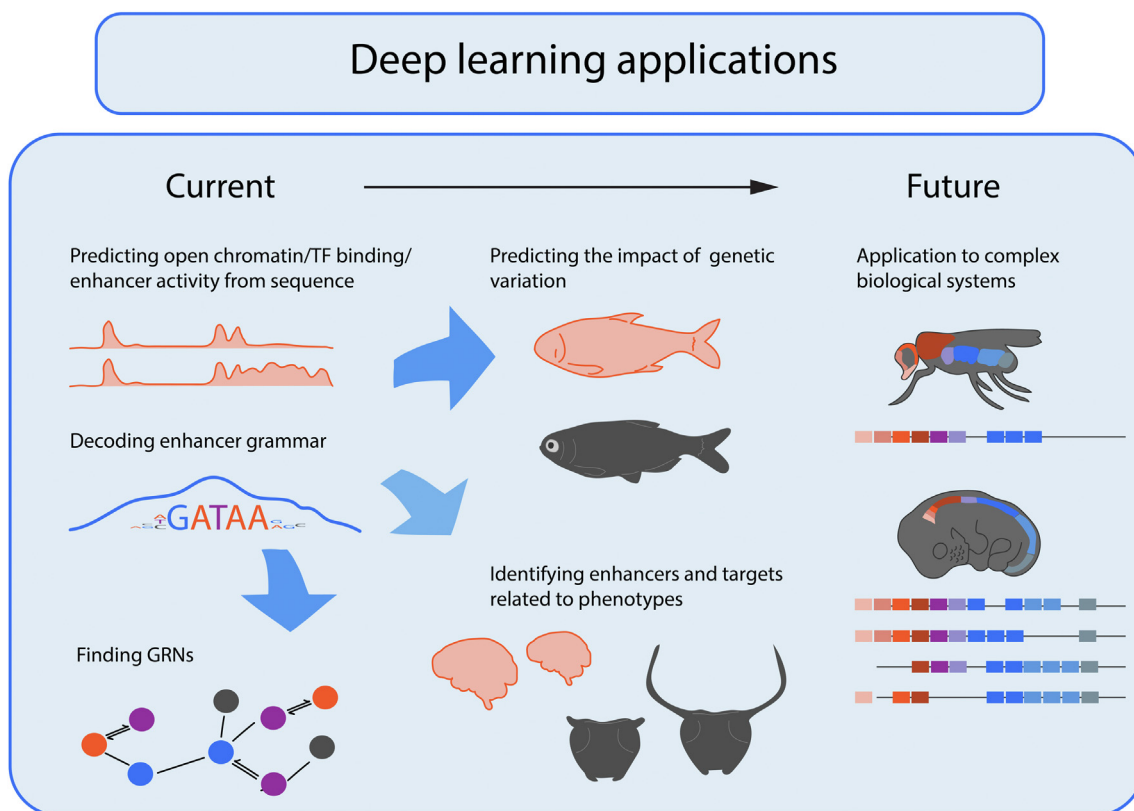 Deep learning applications
Current
Future
Predicting open chromatin/TF binding/
enhancer activity from sequence
Decoding enhancer grammar
GATAA
Finding GRNs
Predicting the impact of genetic
variation
Identifying enhancers and targets
related to phenotypes
Application to complex
biological systems